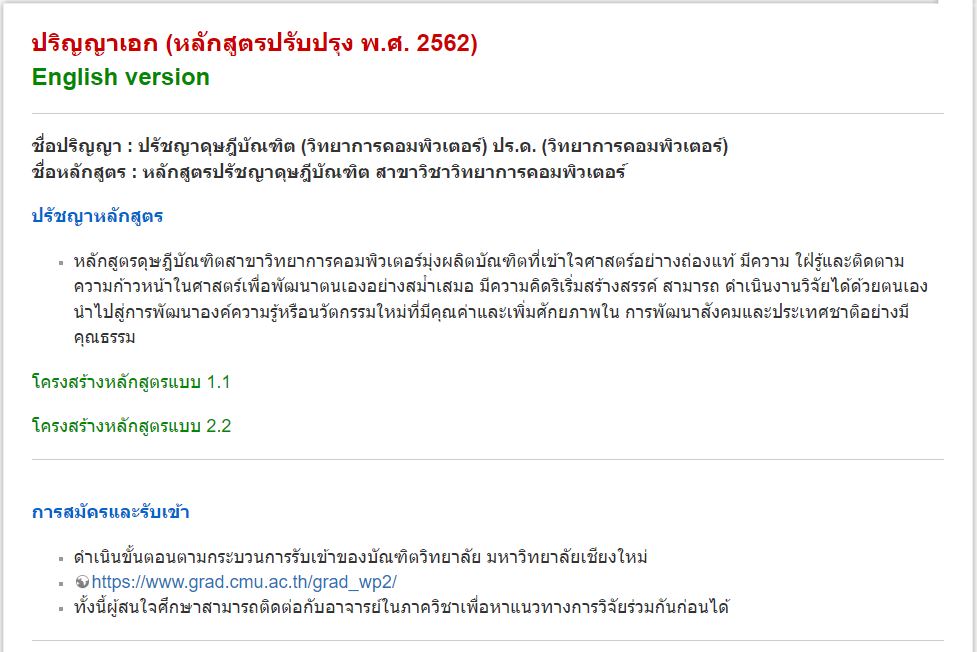 ปริญญาเอก (หลักสูตรปรับปรุง พ.ศ. 2562)
English version
ชื่อปริญญา : ปรัชญาดุษฎีบัณฑิต (วิทยาการคอมพิวเตอร์) ปร.ด. (วิทยาการคอมพิวเตอร์)
ชื่อหลักสูตร : หลักสูตรปรัชญาดุษฎีบัณฑิต สาขาวิชาวิทยาการคอมพิวเตอร์
ปรัชญาหลักสูตร
หลักสูตรดุษฎีบัณฑิตสาขาวิทยาการคอมพิวเตอร์มุ่งผลิตบัณฑิตที่เข้าใจศาสตร์อย่าางถ่องแท้ มีความ ใฝ่รู้และติดตาม
ความก้าวหน้าในศาสตร์เพื่อพัฒนาตนเองอย่างสม่ำเสมอ มีความคิดริเริ่มสร้างสรรค์ สามารถ ดำเนินงานวิจัยได้ด้วยตนเอง
นำไปสู่การพัฒนาองค์ความรู้หรือนวัตกรรมใหม่ที่มีคุณค่าและเพิ่มศักยภาพใน การพัฒนาสังคมและประเทศชาติอย่างมี
คุณธรรม
โครงสร้างหลักสูตรแบบ 1.1
โครงสร้างหลักสูตรแบบ 2.2
การสมัครและรับเข้า
ดำเนินขั้นตอนตามกระบวนการรับเข้าของบัณฑิตวิทยาลัย มหาวิทยาลัยเชียงใหม่
https://www.grad.cmu.ac.th/grad_wp2/
ทั้งนี้ผู้สนใจศึกษาสามารถติดต่อกับอาจารย์ในภาควิชาเพื่อหาแนวทางการวิจัยร่วมกันก่อนได้